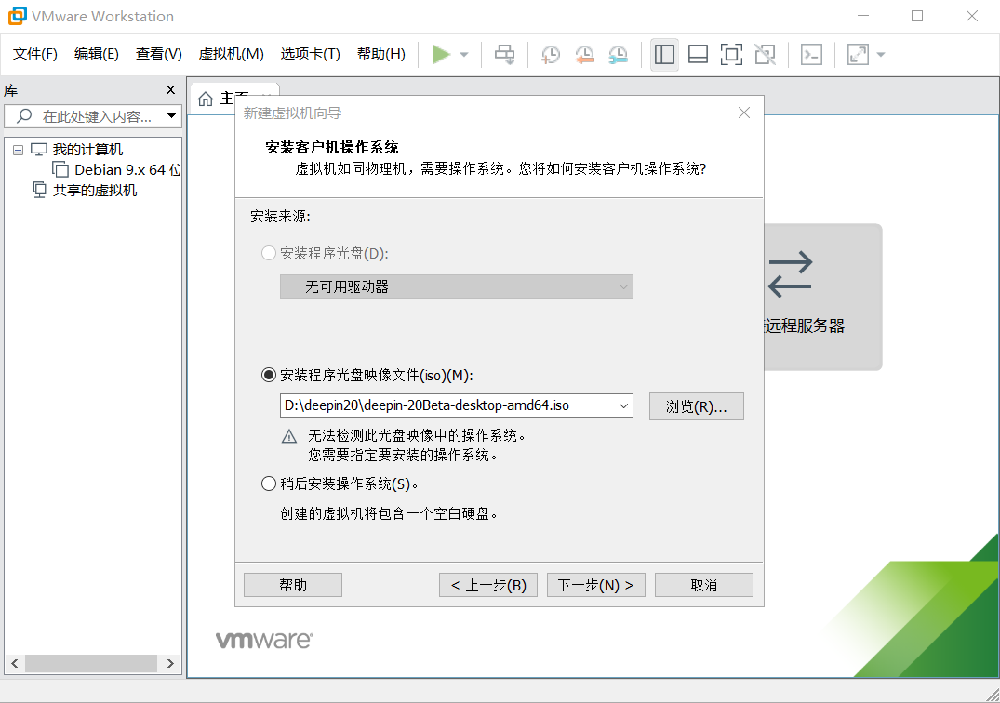 VMware Workstation
文件(F) 编辑(E) 查看(V) 虚拟机(M) 选项卡(T) 帮助(H)
库
在此处键入内容...
我的计算机
Debian 9.x 64 位
共享的虚拟机
主页
新建虚拟机向导
安装客户机操作系统
虚拟机如同物理机，需要操作系统。您将如何安装客户机操作系统?
安装来源:
安装程序光盘(D):
无可用驱动器
安装程序光盘映像文件(iso)(M):
D:\deepin20\deepin-20Beta-desktop-amd64.iso
浏览(R)...
无法检测此光盘映像中的操作系统。
您需要指定要安装的操作系统。
稍后安装操作系统(S)。
创建的虚拟机将包含一个空白硬盘。
帮助 < 上一步(B) 下一步(N) > 取消
远程服务器
vmware